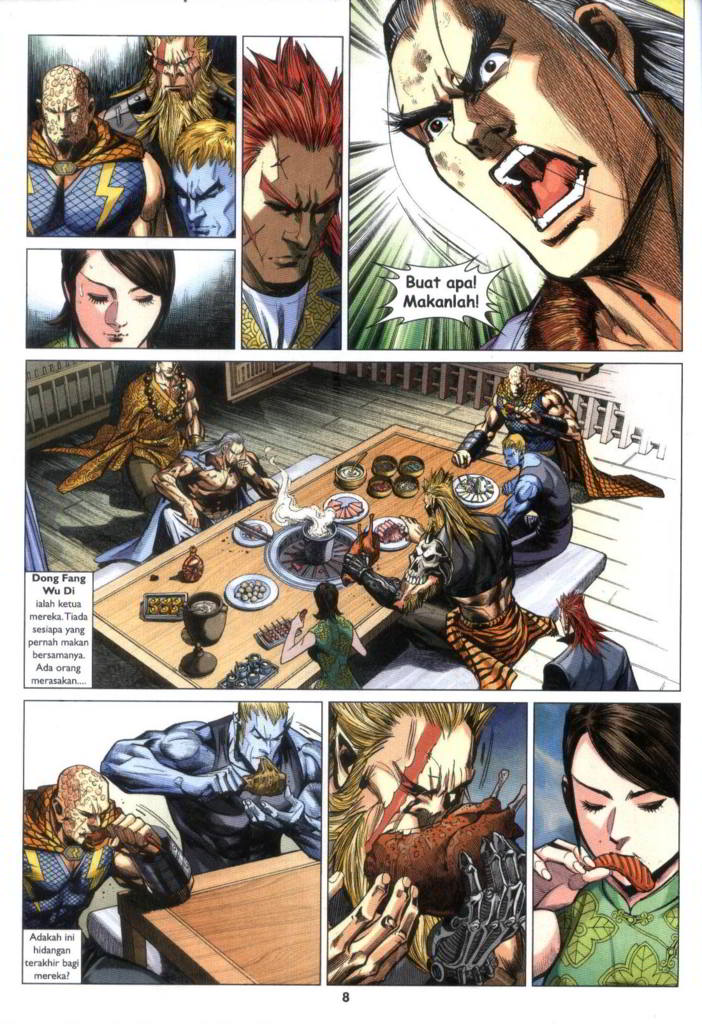 Buat apa!
Makanlah!
Dong Fang
Wu Di
ialah ketua
mereka.Tiada
sesiapa yang
pernah makan
bersamanya.
Ada orang
merasakan....
Adakah ini
hidangan
terakhir bagi
mereka?
8